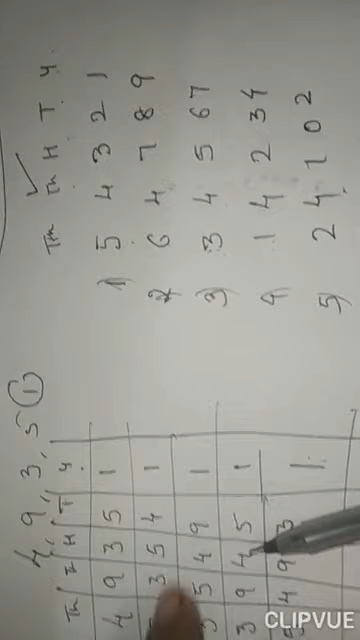 Tth Th H T U
1) 5 4 3 2 1
2) 6 4 7 8 9
3) 3 4 5 6 7
4) 1 4 2 3 4
5) 2 4 1 0 2
4, 9, 3, 5, 1
Th H T U
4 9 3 5 1
3 5 4 1
3 5 4 9 1
3 9 4 5 1
4 9 3 1
CLIPVUE